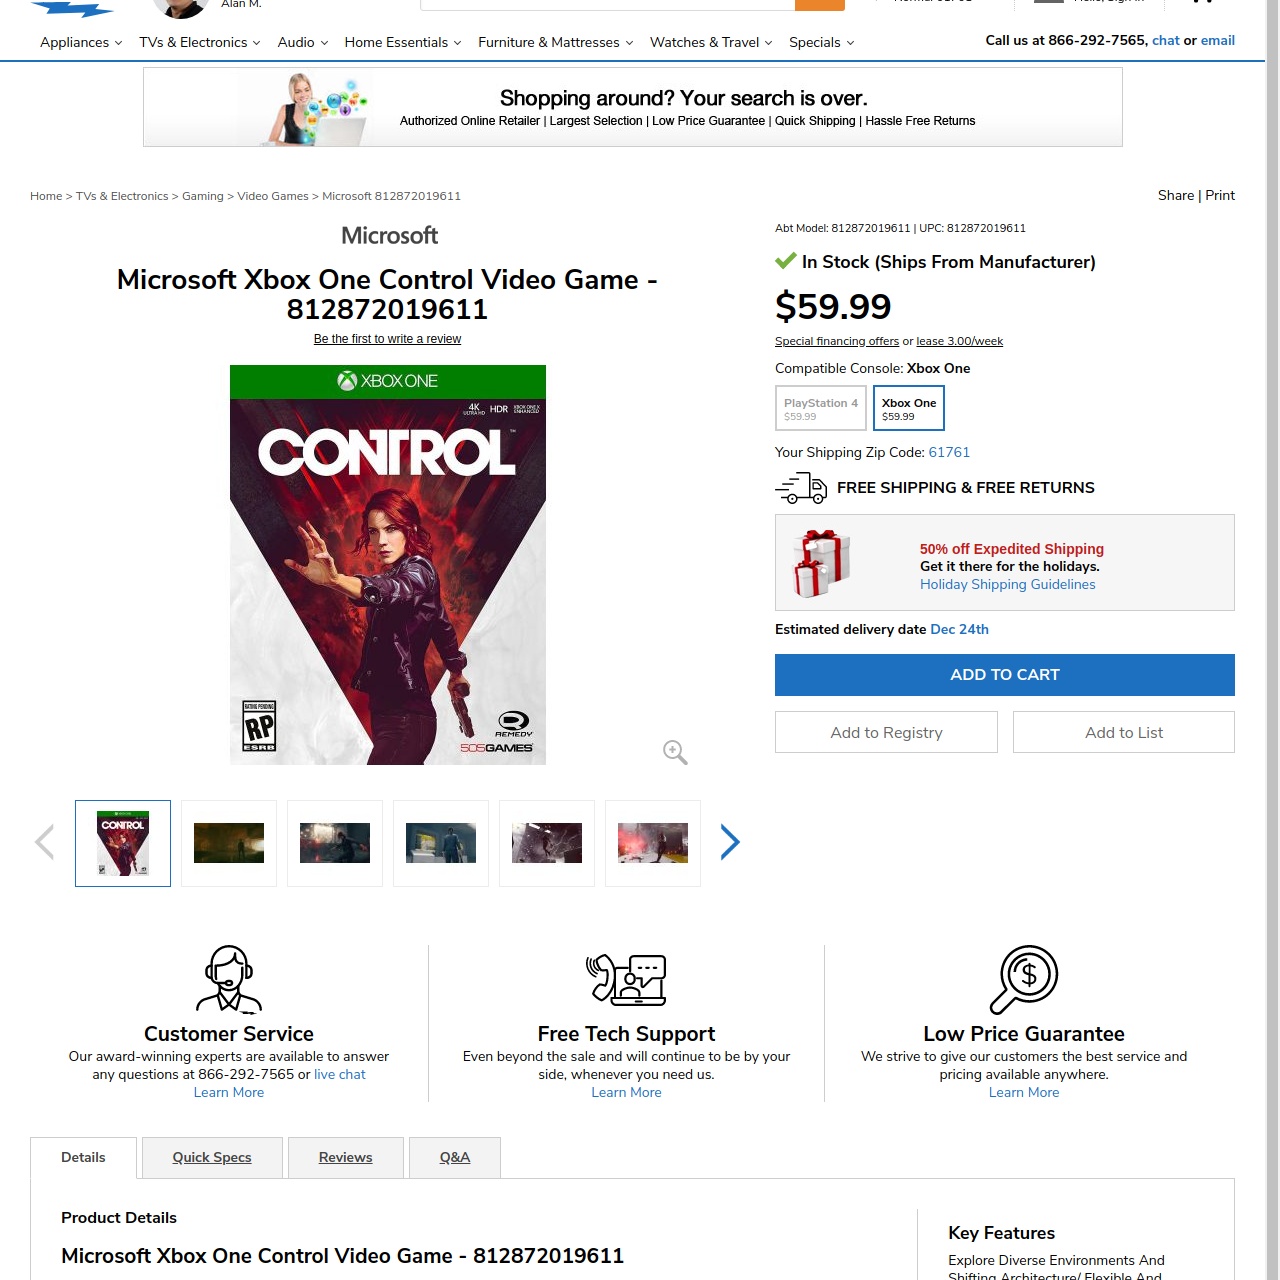 Alan M.
Appliances TVs & Electronics Audio Home Essentials Furniture & Mattresses Watches & Travel Specials
Call us at 866-292-7565, chat or email
Shopping around? Your search is over.
Authorized Online Retailer | Largest Selection | Low Price Guarantee | Quick Shipping | Hassle Free Returns
Home > TVs & Electronics > Gaming > Video Games > Microsoft 812872019611
Share | Print
Microsoft
Microsoft Xbox One Control Video Game -
812872019611
Be the first to write a review
XBOX ONE
4K
ULTRA HD
HDR
XBOX ONE X
ENHANCED
CONTROL
™
RATING PENDING
RP
ESRB
REMEDY
505GAMES
Abt Model: 812872019611 | UPC: 812872019611
In Stock (Ships From Manufacturer)
$59.99
Special financing offers or lease 3.00/week
Compatible Console: Xbox One
PlayStation 4
$59.99
Xbox One
$59.99
Your Shipping Zip Code: 61761
FREE SHIPPING & FREE RETURNS
50% off Expedited Shipping
Get it there for the holidays.
Holiday Shipping Guidelines
Estimated delivery date Dec 24th
ADD TO CART
Add to Registry
Add to List
CONTROL
Customer Service
Our award-winning experts are available to answer
any questions at 866-292-7565 or live chat
Learn More
Free Tech Support
Even beyond the sale and will continue to be by your
side, whenever you need us.
Learn More
$
Low Price Guarantee
We strive to give our customers the best service and
pricing available anywhere.
Learn More
Details
Quick Specs
Reviews
Q&A
Product Details
Microsoft Xbox One Control Video Game - 812872019611
Key Features
Explore Diverse Environments And
Shifting Architecture/ Flexible And